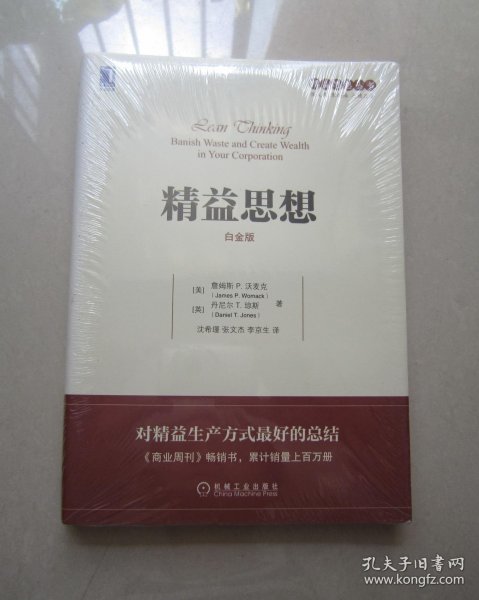 Lean Thinking
Banish Waste and Create Wealth
in Your Corporation
精益思想
白金版
[美] 詹姆斯 P. 沃麦克
(James P. Womack)
[英] 丹尼尔 T. 琼斯 著
(Daniel T. Jones)
沈希瑾 张文杰 李京生 译
对精益生产方式最好的总结
《商业周刊》畅销书,累计销量上百万册
机械工业出版社
China Machine Press
孔夫子旧书网
www.kongfz.com